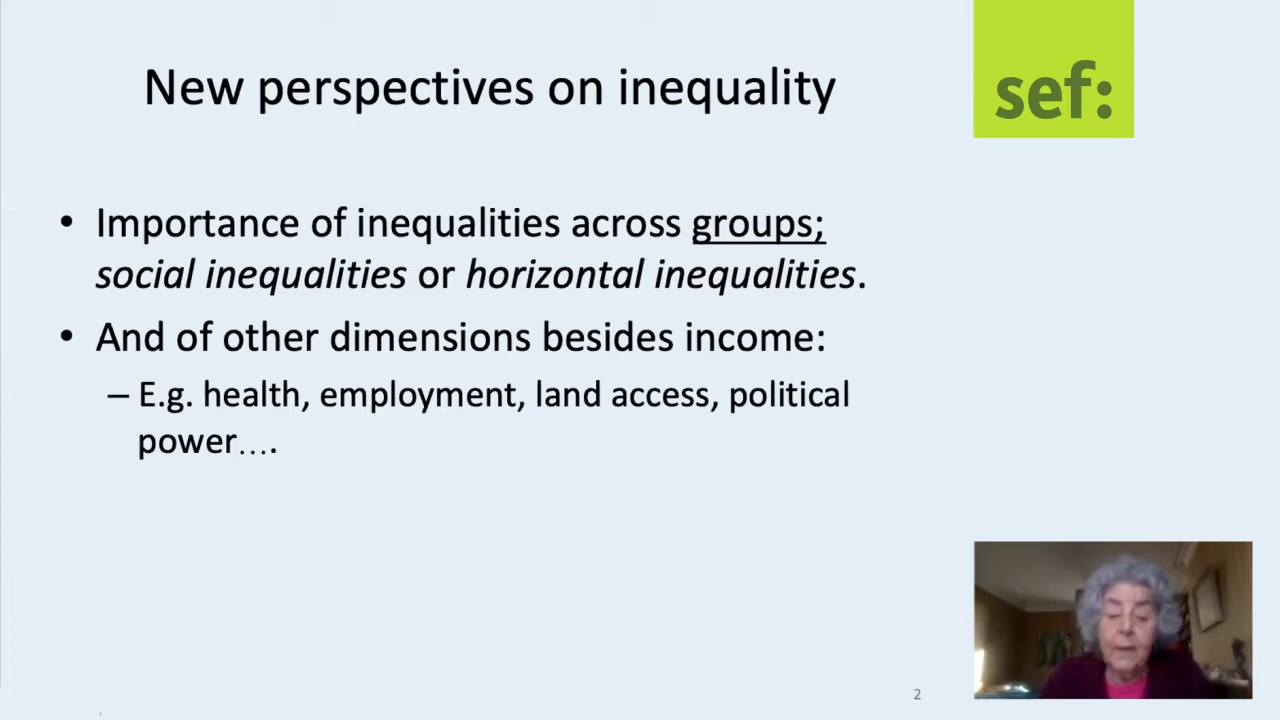 New perspectives on inequality
sef:
• Importance of inequalities across groups;
social inequalities or horizontal inequalities.
• And of other dimensions besides income:
– E.g. health, employment, land access, political
power….
2